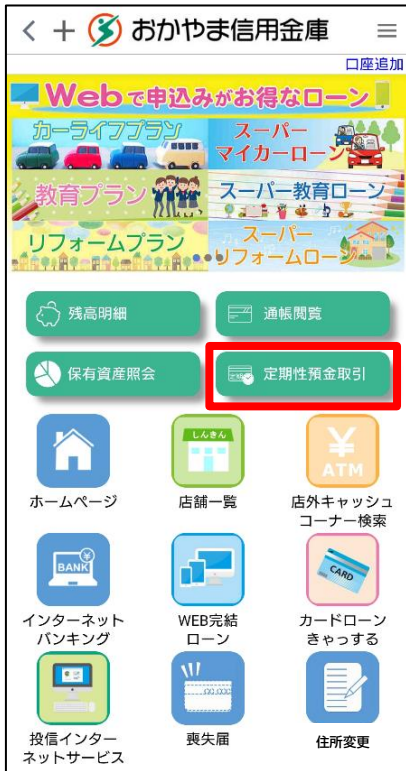 おかやま信用金庫
口座追加
Webで申込みがお得なローン
カーライフプラン
スーパー
マイカーローン
教育プラン
スーパー教育ローン
リフォームプラン
スーパー
リフォームローン
残高明細
通帳閲覧
保有資産照会
定期性預金取引
しんきん
¥
ATM
ホームページ
店舗一覧
店外キャッシュ
コーナー検索
¥
BANK
CARD
インターネット
バンキング
WEB完結
ローン
カードローン
きゃっする
投信インター
ネットサービス
喪失届
住所変更